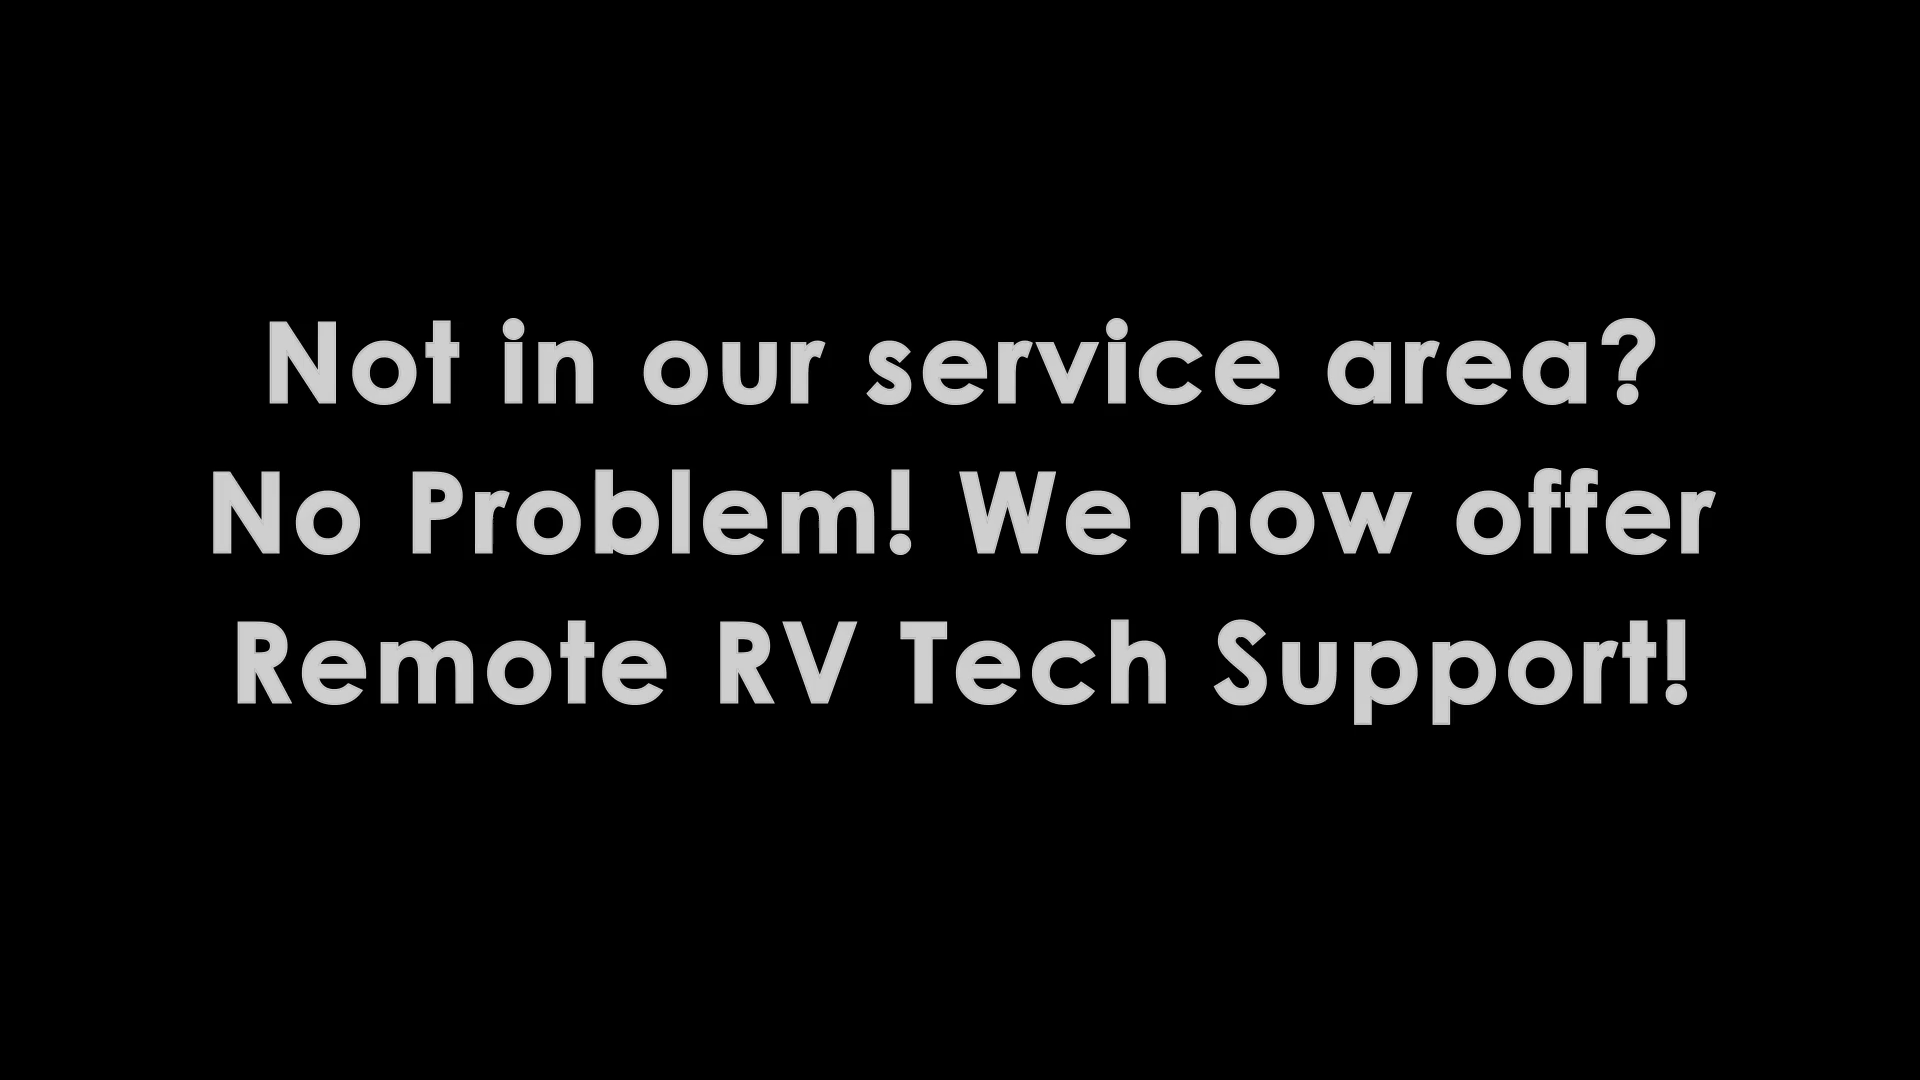 Not in our service area?
No Problem! We now offer
Remote RV Tech Support!